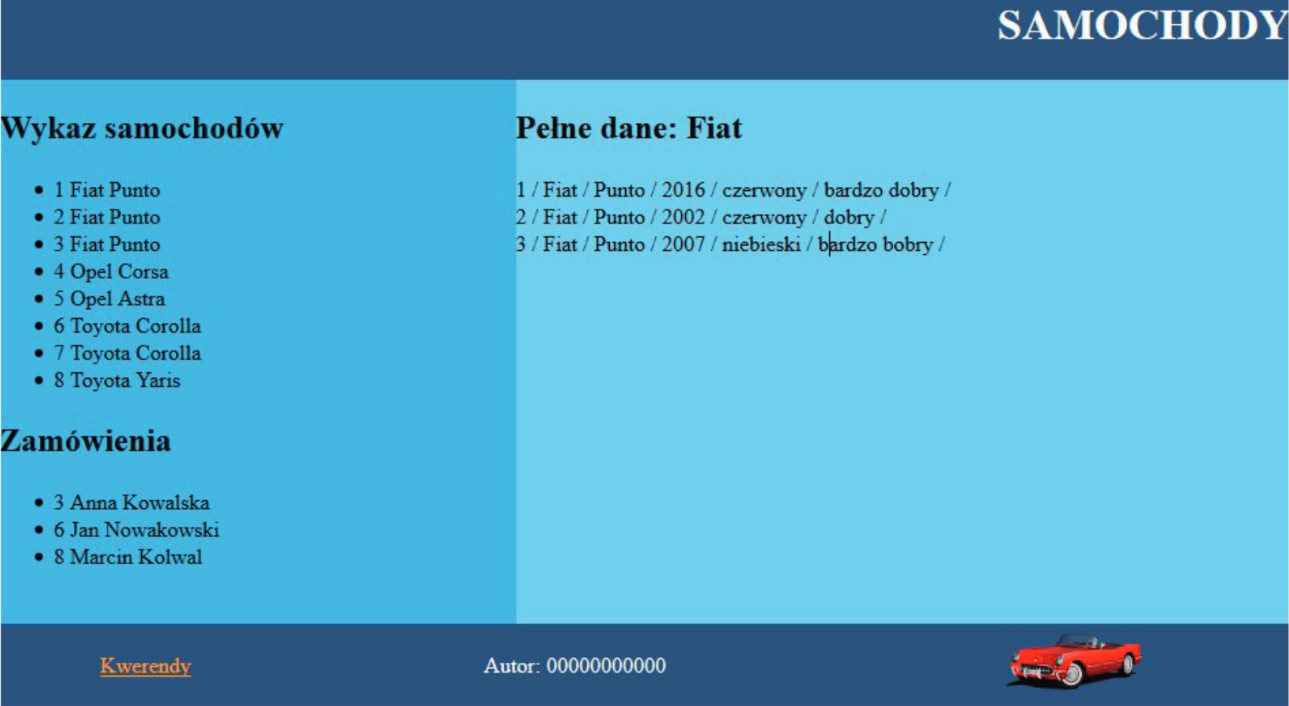 SAMOCHODY
Wykaz samochodów
• 1 Fiat Punto
• 2 Fiat Punto
• 3 Fiat Punto
• 4 Opel Corsa
• 5 Opel Astra
• 6 Toyota Corolla
• 7 Toyota Corolla
• 8 Toyota Yaris
Zamówienia
• 3 Anna Kowalska
• 6 Jan Nowakowski
• 8 Marcin Kolwal
Pełne dane: Fiat
1 / Fiat / Punto / 2016 / czerwony / bardzo dobry /
2 / Fiat / Punto / 2002 / czerwony / dobry /
3 / Fiat / Punto / 2007 / niebieski / bardzo bobry /
Kwerendy
Autor: 00000000000